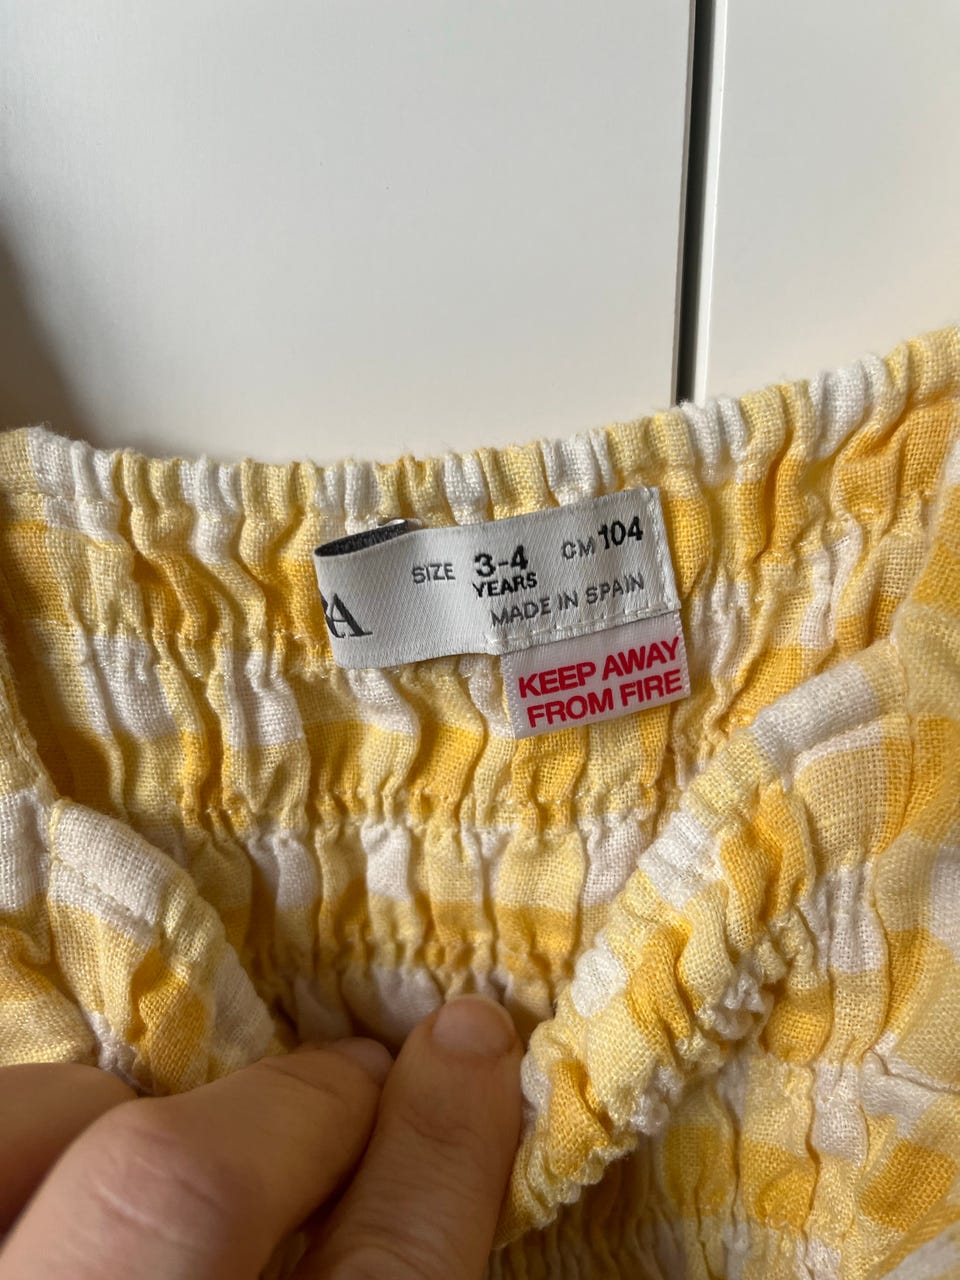 RA
SIZE 3-4 CM 104
YEARS
MADE IN SPAIN
KEEP AWAY
FROM FIRE